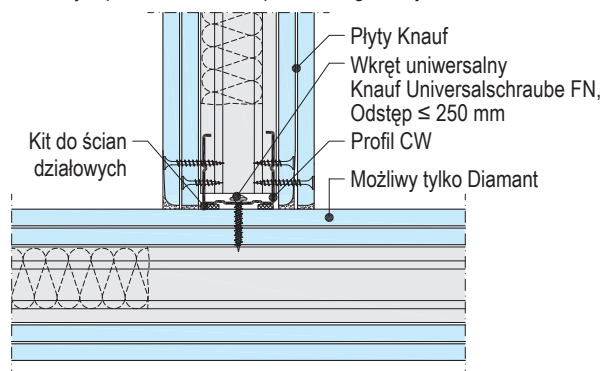 Płyty Knauf
Wkręt uniwersalny
Knauf Universalschraube FN,
Odstęp ≤ 250 mm
Kit do ścian
działowych
Profil CW
Możliwy tylko Diamant